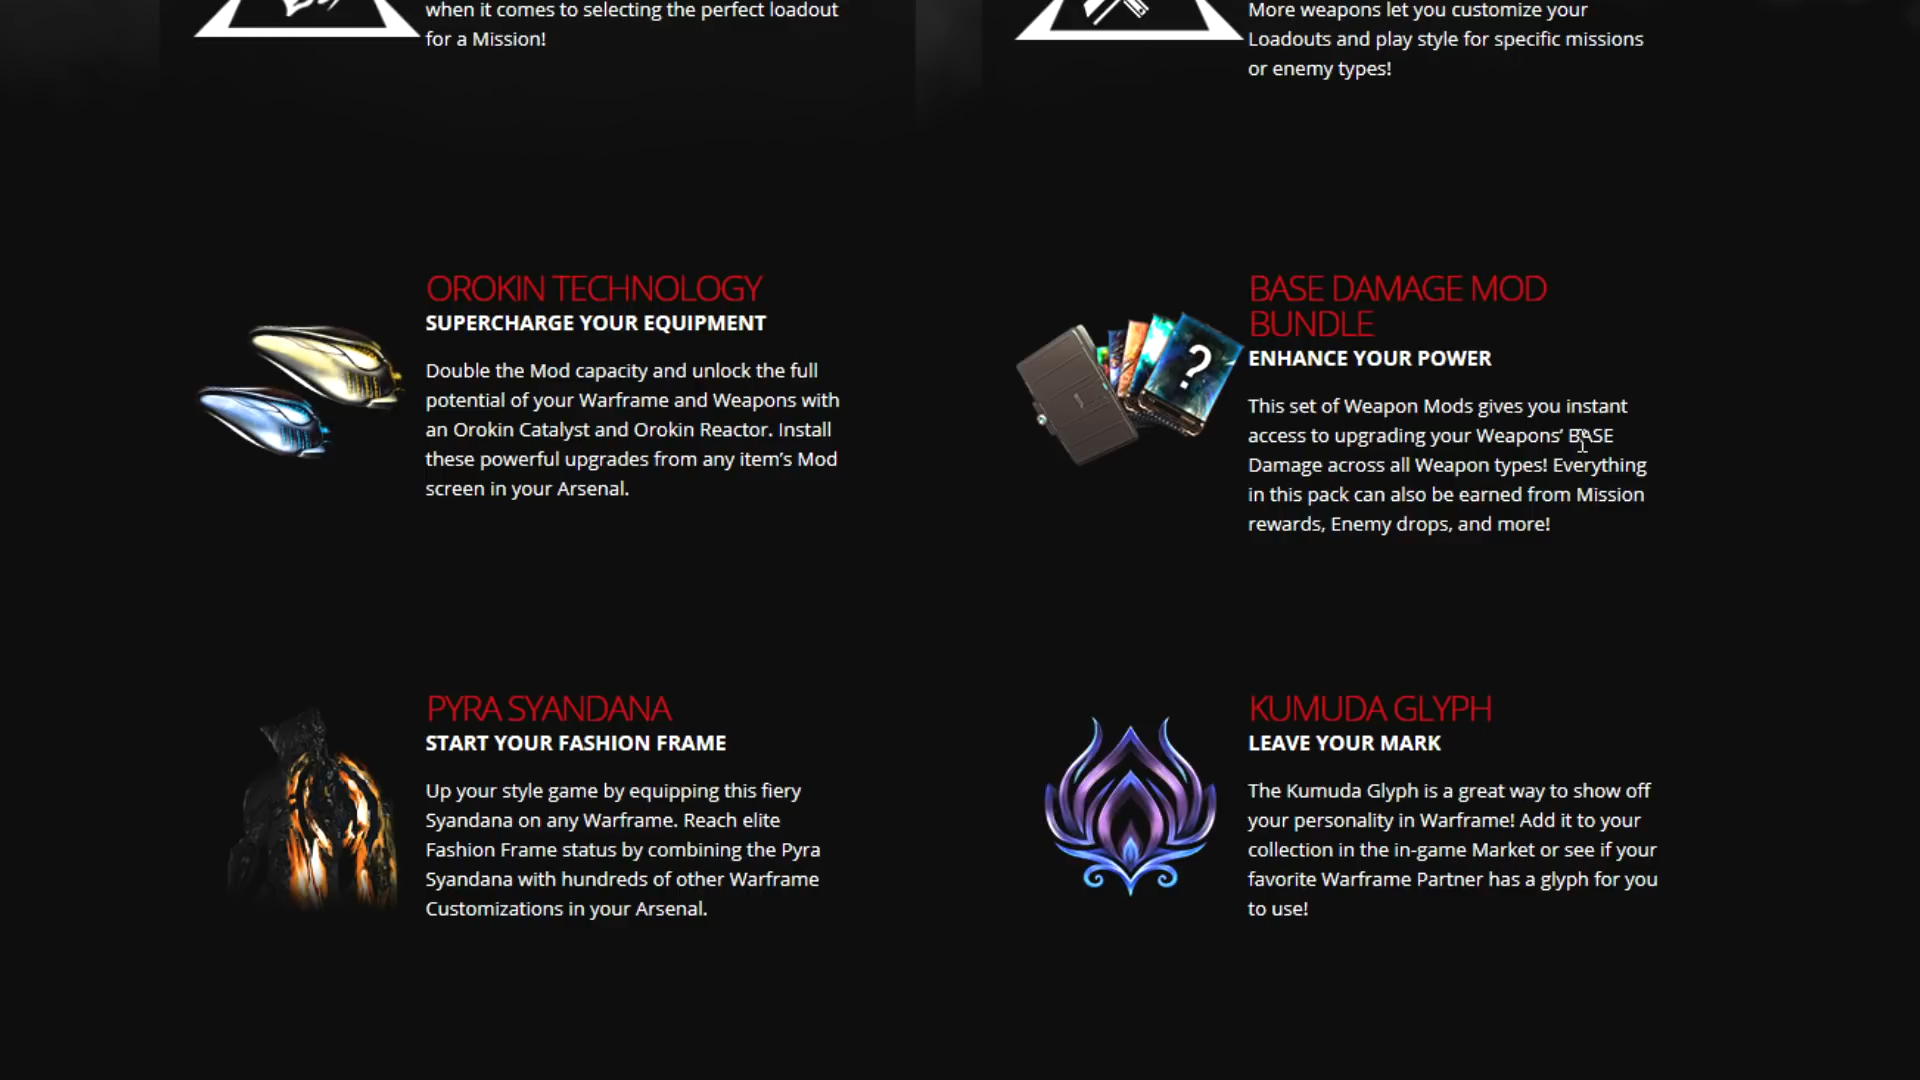 when it comes to selecting the perfect loadout
for a Mission!
More weapons let you customize your
Loadouts and play style for specific missions
or enemy types!
OROKIN TECHNOLOGY
SUPERCHARGE YOUR EQUIPMENT
Double the Mod capacity and unlock the full
potential of your Warframe and Weapons with
an Orokin Catalyst and Orokin Reactor. Install
these powerful upgrades from any item’s Mod
screen in your Arsenal.
BASE DAMAGE MOD
BUNDLE
ENHANCE YOUR POWER
This set of Weapon Mods gives you instant
access to upgrading your Weapons’ BASE
Damage across all Weapon types! Everything
in this pack can also be earned from Mission
rewards, Enemy drops, and more!
?
PYRA SYANDANA
START YOUR FASHION FRAME
Up your style game by equipping this fiery
Syandana on any Warframe. Reach elite
Fashion Frame status by combining the Pyra
Syandana with hundreds of other Warframe
Customizations in your Arsenal.
KUMUDA GLYPH
LEAVE YOUR MARK
The Kumuda Glyph is a great way to show off
your personality in Warframe! Add it to your
collection in the in-game Market or see if your
favorite Warframe Partner has a glyph for you
to use!